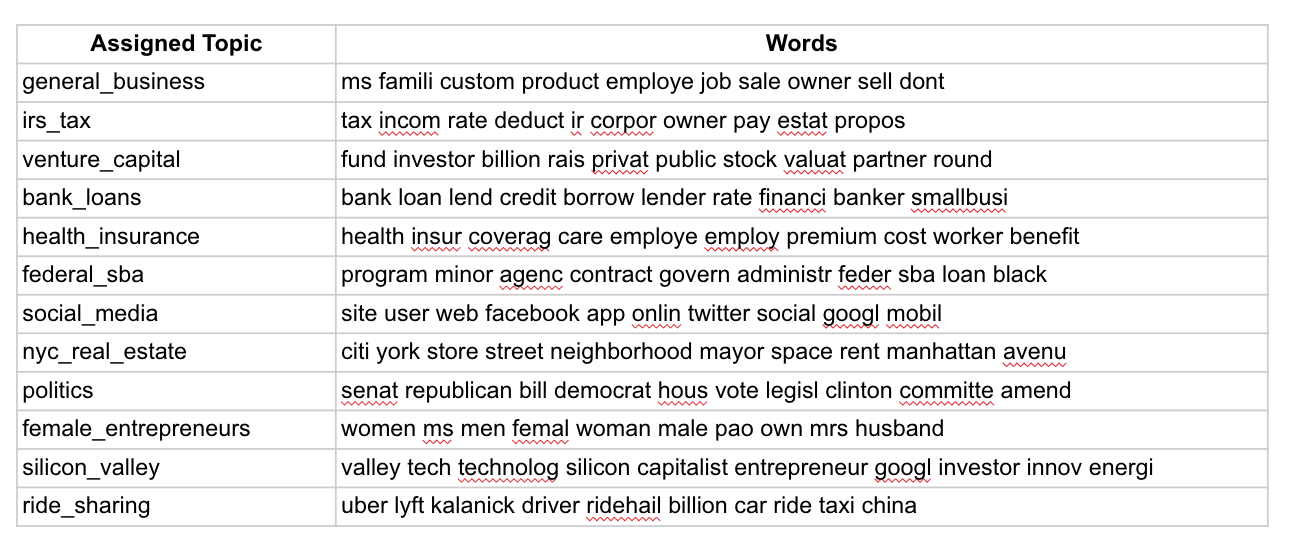 Assigned Topic Words
general_business ms famili custom product employe job sale owner sell dont
irs_tax tax incom rate deduct ir corpor owner pay estat propos
venture_capital fund investor billion rais privat public stock valuat partner round
bank_loans bank loan lend credit borrow lender rate financi banker smallbusi
health_insurance health insur coverag care employe employ premium cost worker benefit
federal_sba program minor agenc contract govern administr feder sba loan black
social_media site user web facebook app onlin twitter social googl mobil
nyc_real_estate citi york store street neighborhood mayor space rent manhattan avenu
politics senat republican bill democrat hous vote legisl clinton committe amend
female_entrepreneurs women ms men femal woman male pao own mrs husband
silicon_valley valley tech technolog silicon capitalist entrepreneur googl investor innov energi
ride_sharing uber lyft kalanick driver ridehail billion car ride taxi china